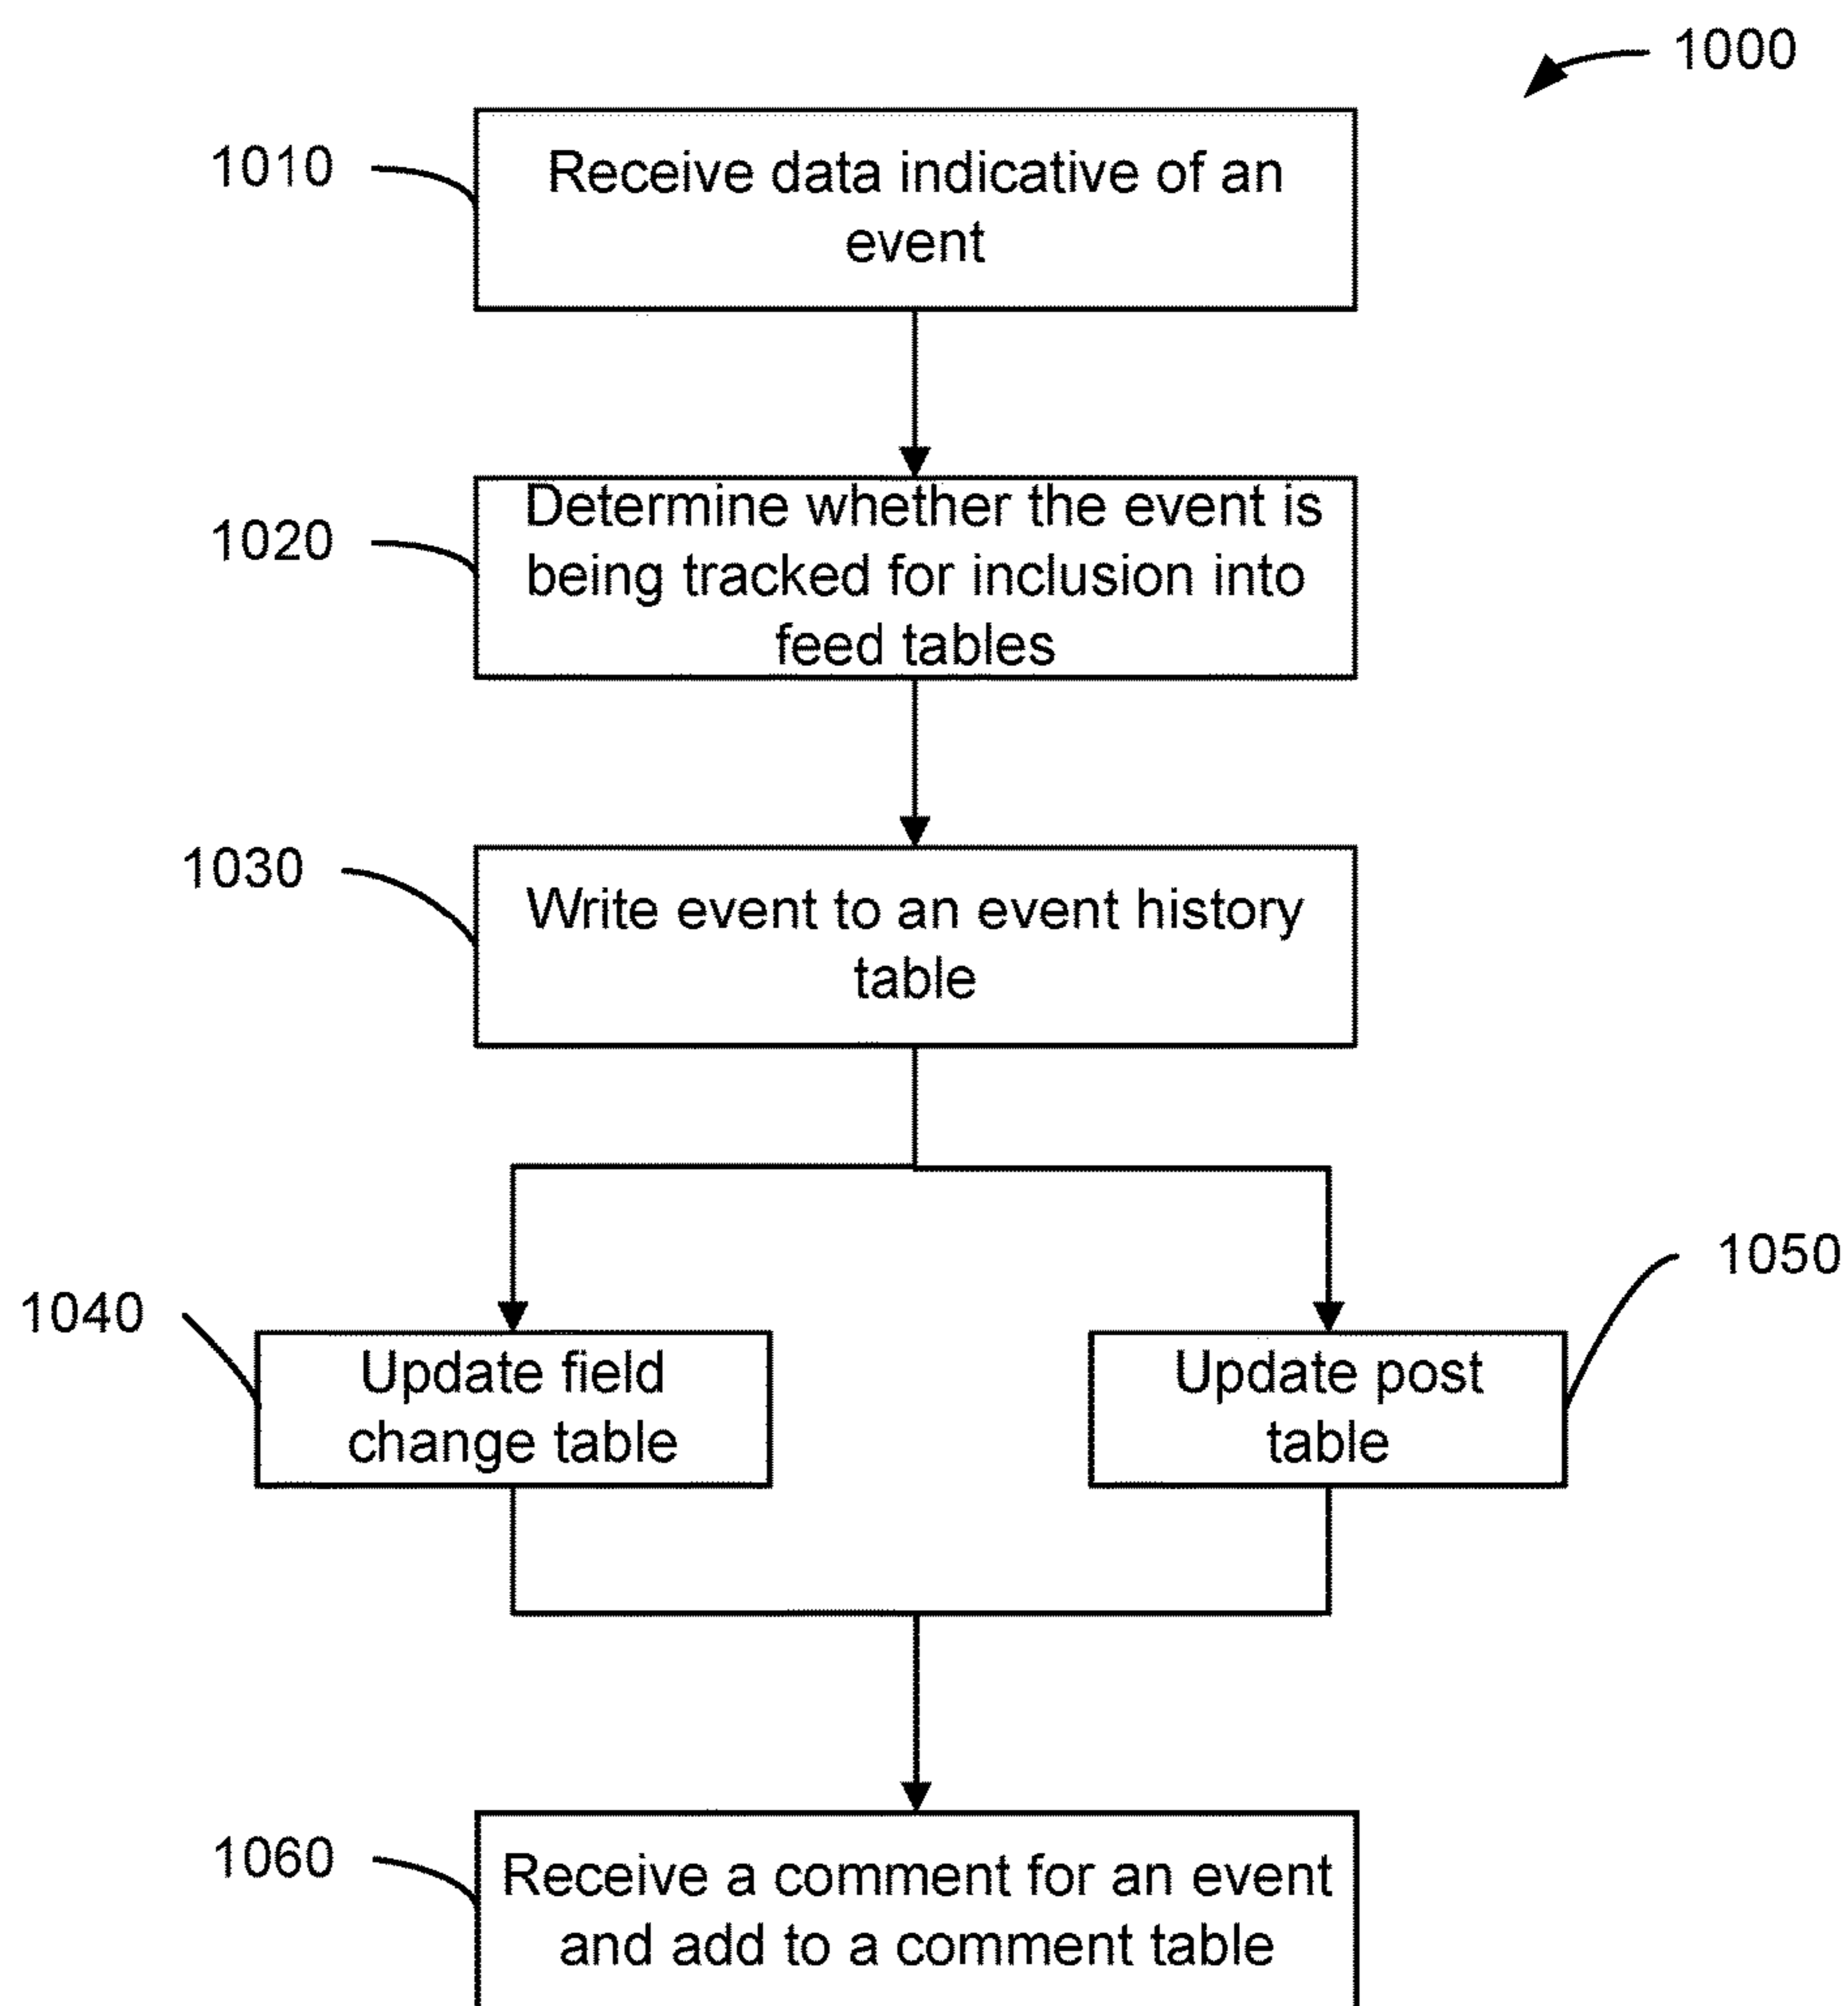 1000
1010
Receive data indicative of an
event
1020
Determine whether the event is
being tracked for inclusion into
feed tables
1030
Write event to an event history
table
1040
Update field
change table
1050
Update post
table
1060
Receive a comment for an event
and add to a comment table